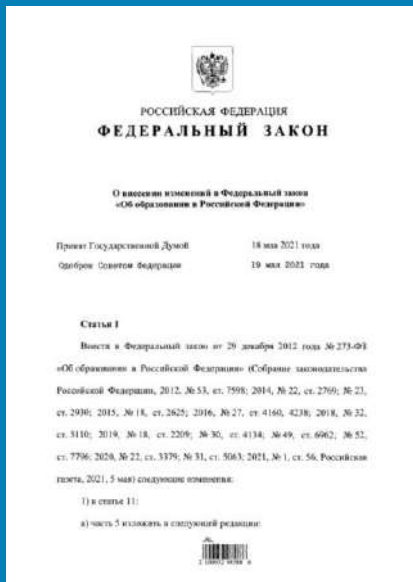 РОССИЙСКАЯ ФЕДЕРАЦИЯ
ФЕДЕРАЛЬНЫЙ ЗАКОН
О внесении изменений в Федеральный закон
«Об образовании в Российской Федерации»
Принят Государственной Думой 18 мая 2021 года
Одобрен Советом Федерации 19 мая 2021 года
Статья 1
Внести в Федеральный закон от 29 декабря 2012 года № 273-ФЗ
«Об образовании в Российской Федерации» (Собрание законодательства
Российской Федерации, 2012, № 53, ст. 7598; 2014, № 22, ст. 2769; № 23,
ст. 2930; 2015, № 18, ст. 2625; 2016, № 27, ст. 4160, 4238; 2018, № 32,
ст. 5110; 2019, № 18, ст. 2209; № 30, ст. 4134; № 49, ст. 6962; № 52,
ст. 7796; 2020, № 22, ст. 3379; № 31, ст. 5063; 2021, № 1, ст. 56; Российская
газета, 2021, 5 мая) следующие изменения:
1) в статье 11:
а) часть 5 изложить в следующей редакции: